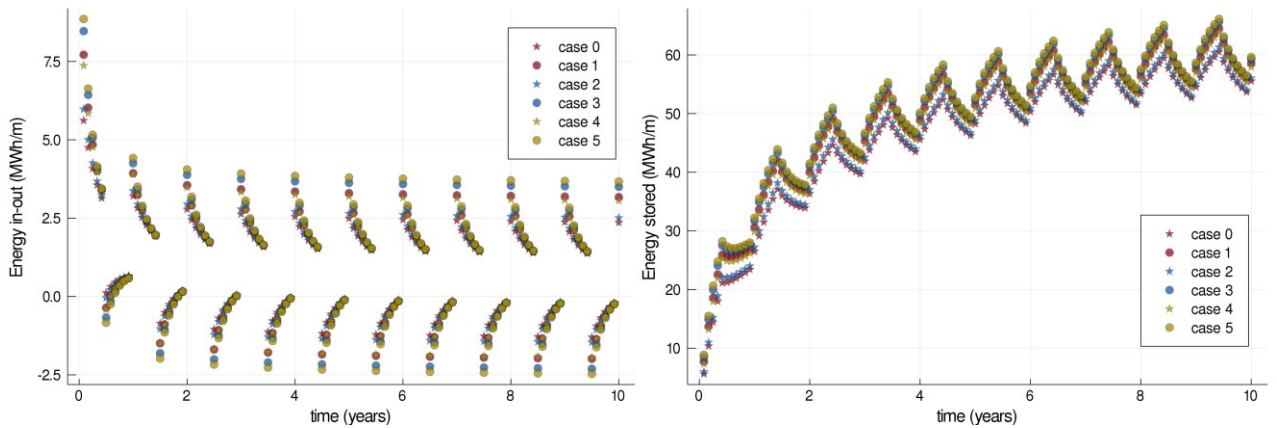 Energy in-out (MWh/m)
7.5
5.0
2.5
0.0
-2.5
0
2
4
6
8
10
time (years)
case 0
case 1
case 2
case 3
case 4
case 5
Energy stored (MWh/m)
60
50
40
30
20
10
0
2
4
6
8
10
time (years)
case 0
case 1
case 2
case 3
case 4
case 5